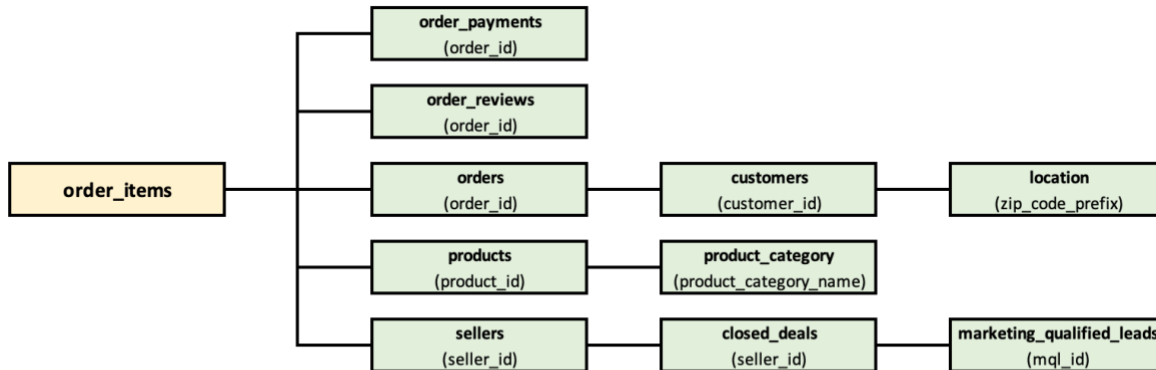 order_payments
(order_id)
order_reviews
(order_id)
order_items
orders
(order_id)
customers
(customer_id)
location
(zip_code_prefix)
products
(product_id)
product_category
(product_category_name)
sellers
(seller_id)
closed_deals
(seller_id)
marketing_qualified_leads
(mql_id)